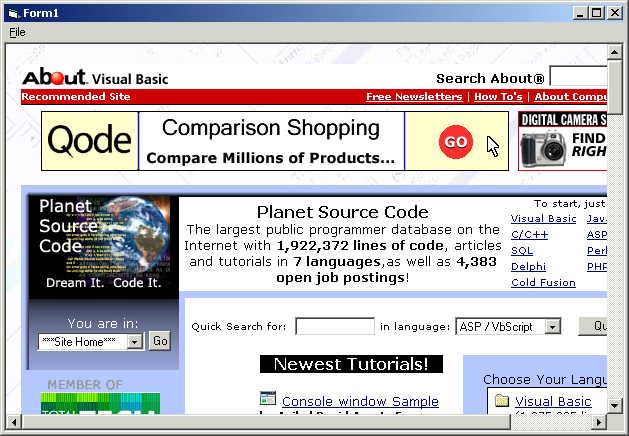 Form1
File
About Visual Basic
Search About®
Recommended Site
Free Newsletters | How To's | About
Qode
Comparison Shopping
Compare Millions of Products...
GO
DIGITAL CAMERA
FIND
RIGH
Planet
Source
Code
Dream It. Code It.
Planet Source Code
The largest public programmer database on the
Internet with 1,922,372 lines of code, articles
and tutorials in 7 languages,as well as 4,383
open job postings!
To start, just
Visual Basic
C/C++
SQL
Delphi
Cold Fusion
Jav
ASP
Perl
PHP
You are in:
***Site Home***
Go
Quick Search for:
in language:
ASP / VbScript
Qu
MEMBER OF
Newest Tutorials!
Console window Sample
Choose Your Langu
Visual Basic